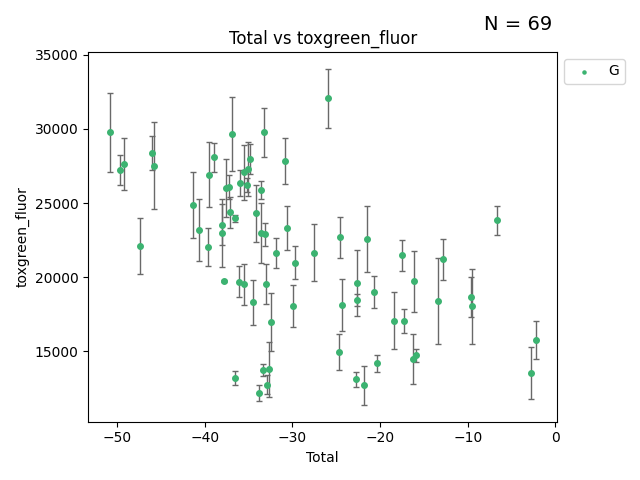 N = 69
Total vs toxgreen_fluor
G
35000
30000
25000
20000
15000
toxgreen_fluor
−50
−40
−30
−20
−10
0
Total